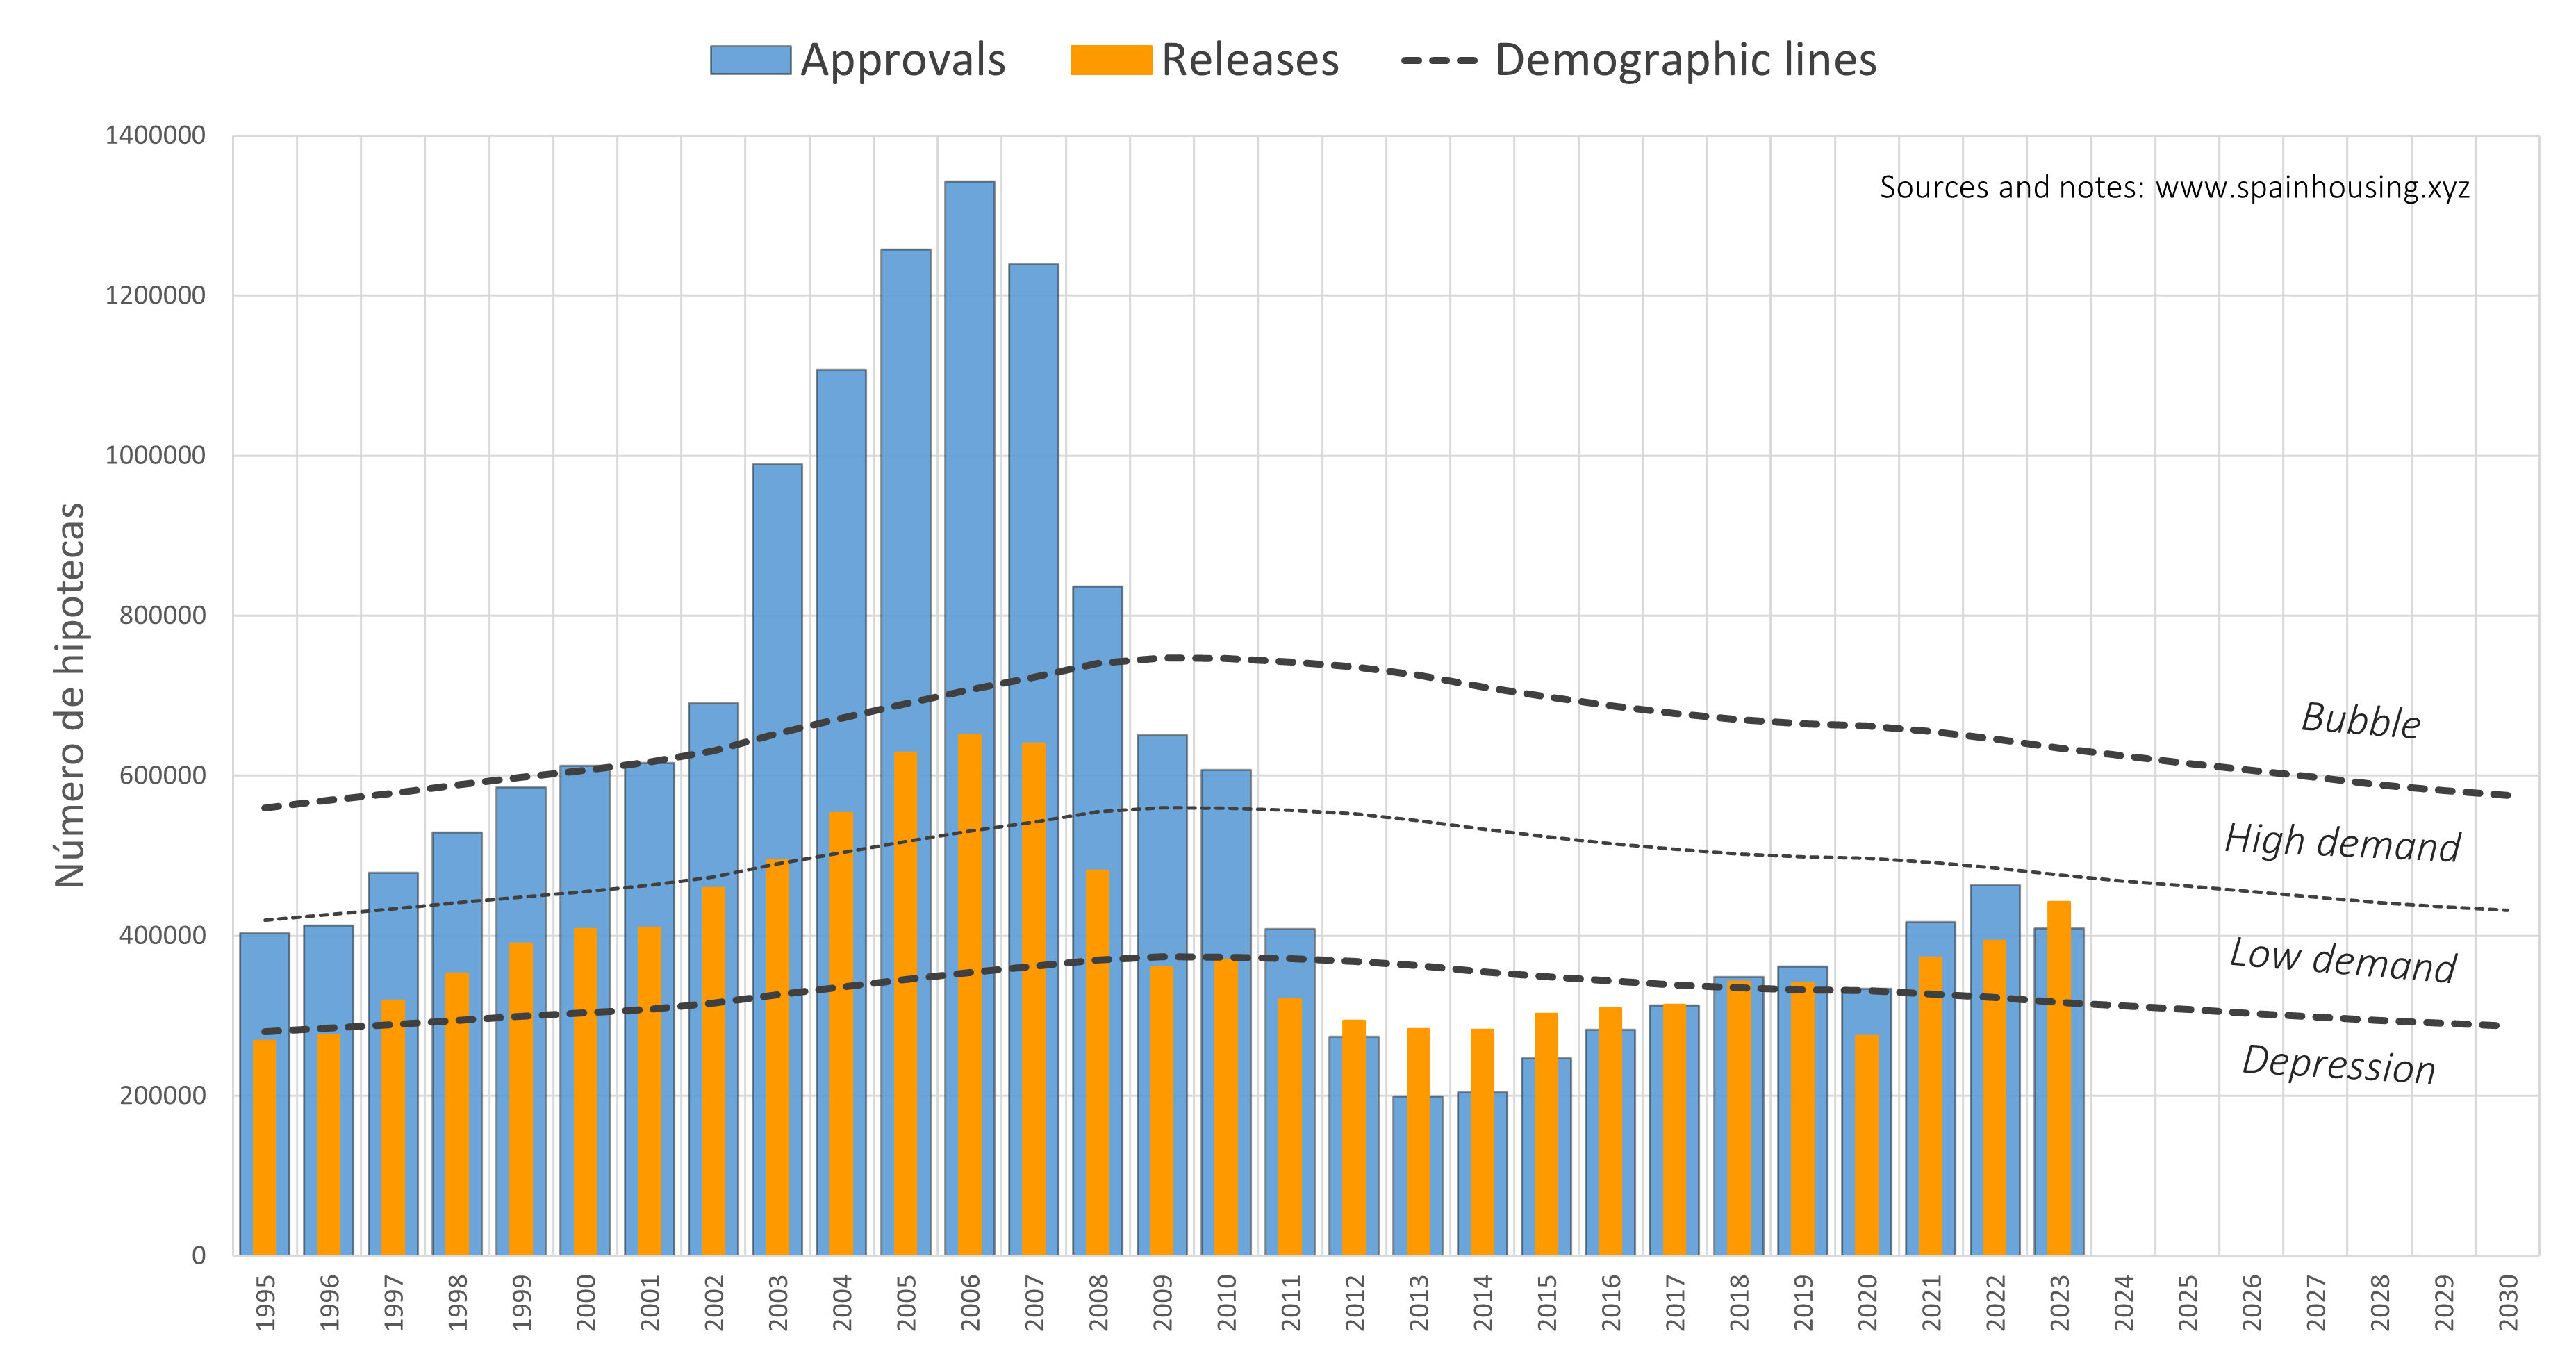 Approvals Releases Demographic lines
Sources and notes: www.spainhousing.xyz
Número de hipotecas
1400000
1200000
1000000
800000
600000
400000
200000
0
Bubble
High demand
Low demand
Depression
1995 1996 1997 1998 1999 2000 2001 2002 2003 2004 2005 2006 2007 2008 2009 2010 2011 2012 2013 2014 2015 2016 2017 2018 2019 2020 2021 2022 2023 2024 2025 2026 2027 2028 2029 2030